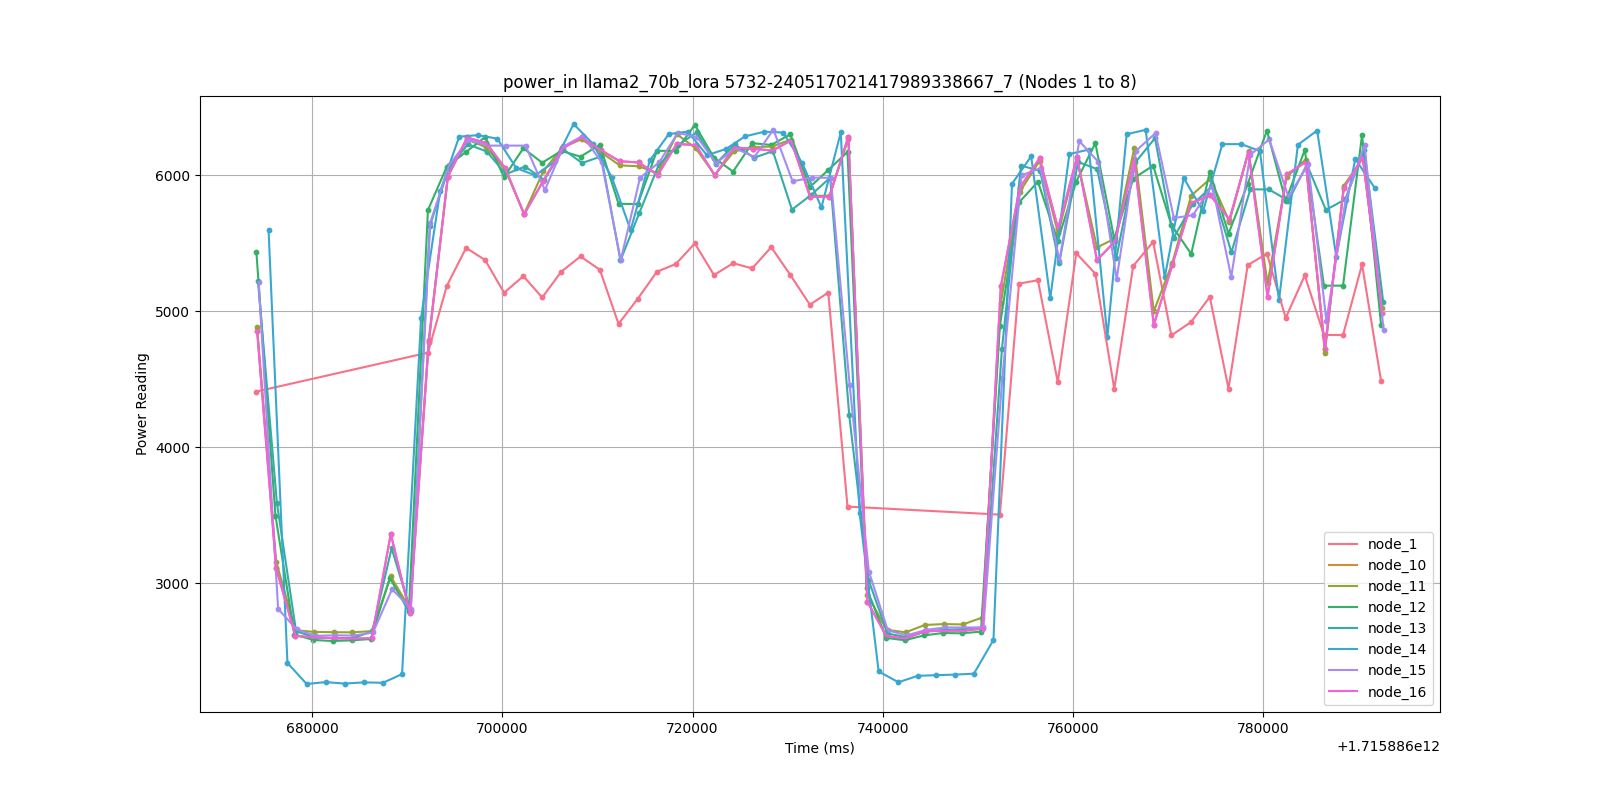 power_in llama2_70b_lora 5732-240517021417989338667_7 (Nodes 1 to 8)
Power Reading
6000
5000
4000
3000
node_1
node_10
node_11
node_12
node_13
node_14
node_15
node_16
680000 700000 720000 740000 760000 780000
Time (ms)
+1.715886e12